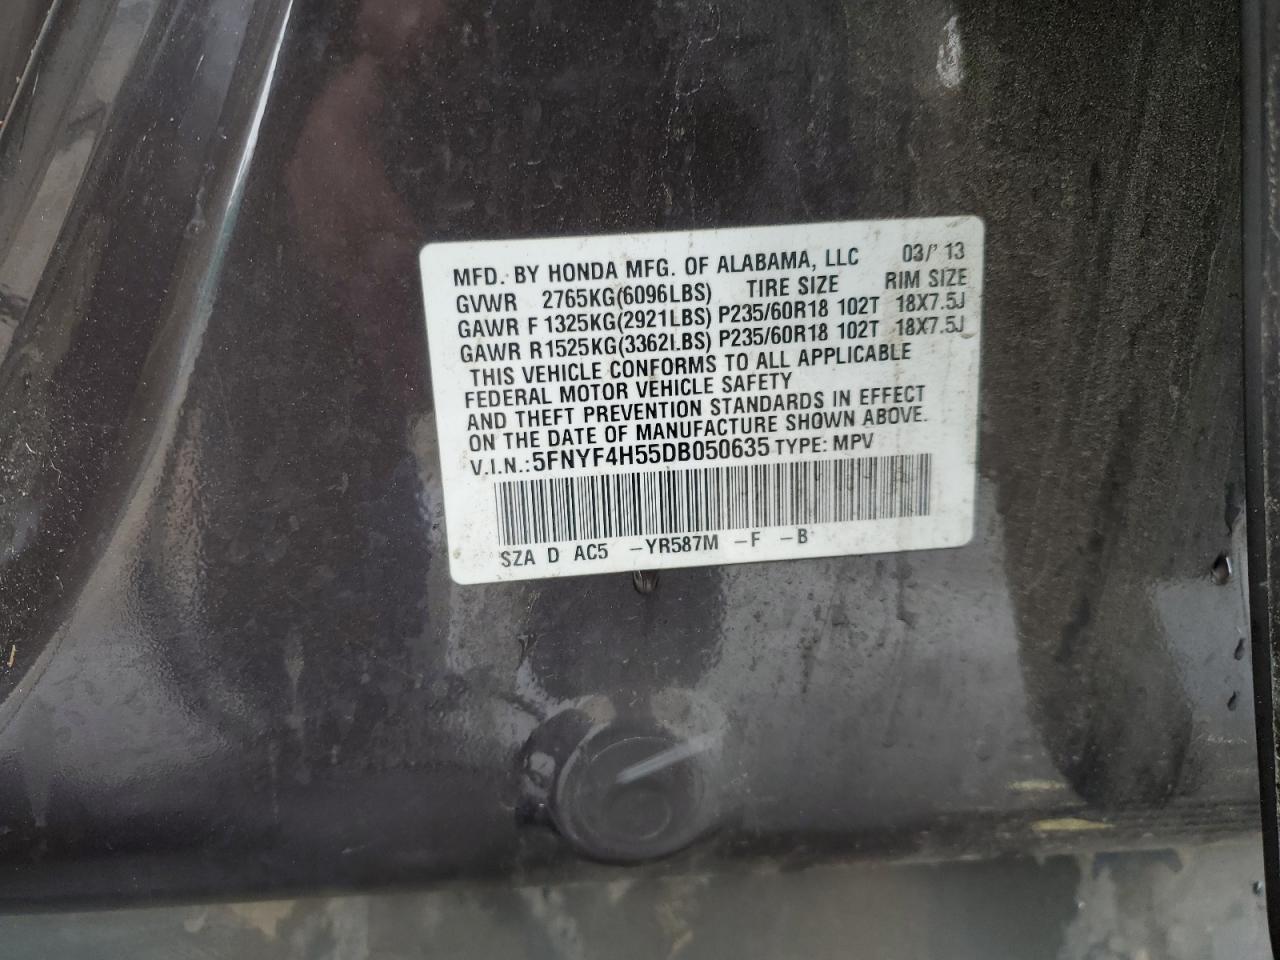 MFD. BY HONDA MFG. OF ALABAMA, LLC 03/' 13
GVWR 2765KG(6096LBS) TIRE SIZE RIM SIZE
GAWR F 1325KG(2921LBS) P235/60R18 102T 18X7.5J
GAWR R1525KG(3362LBS) P235/60R18 102T 18X7.5J
THIS VEHICLE CONFORMS TO ALL APPLICABLE
FEDERAL MOTOR VEHICLE SAFETY
AND THEFT PREVENTION STANDARDS IN EFFECT
ON THE DATE OF MANUFACTURE SHOWN ABOVE.
V.I.N.:5FNYF4H55DB050635 TYPE: MPV
SZA D AC5 -YR587M -F -B